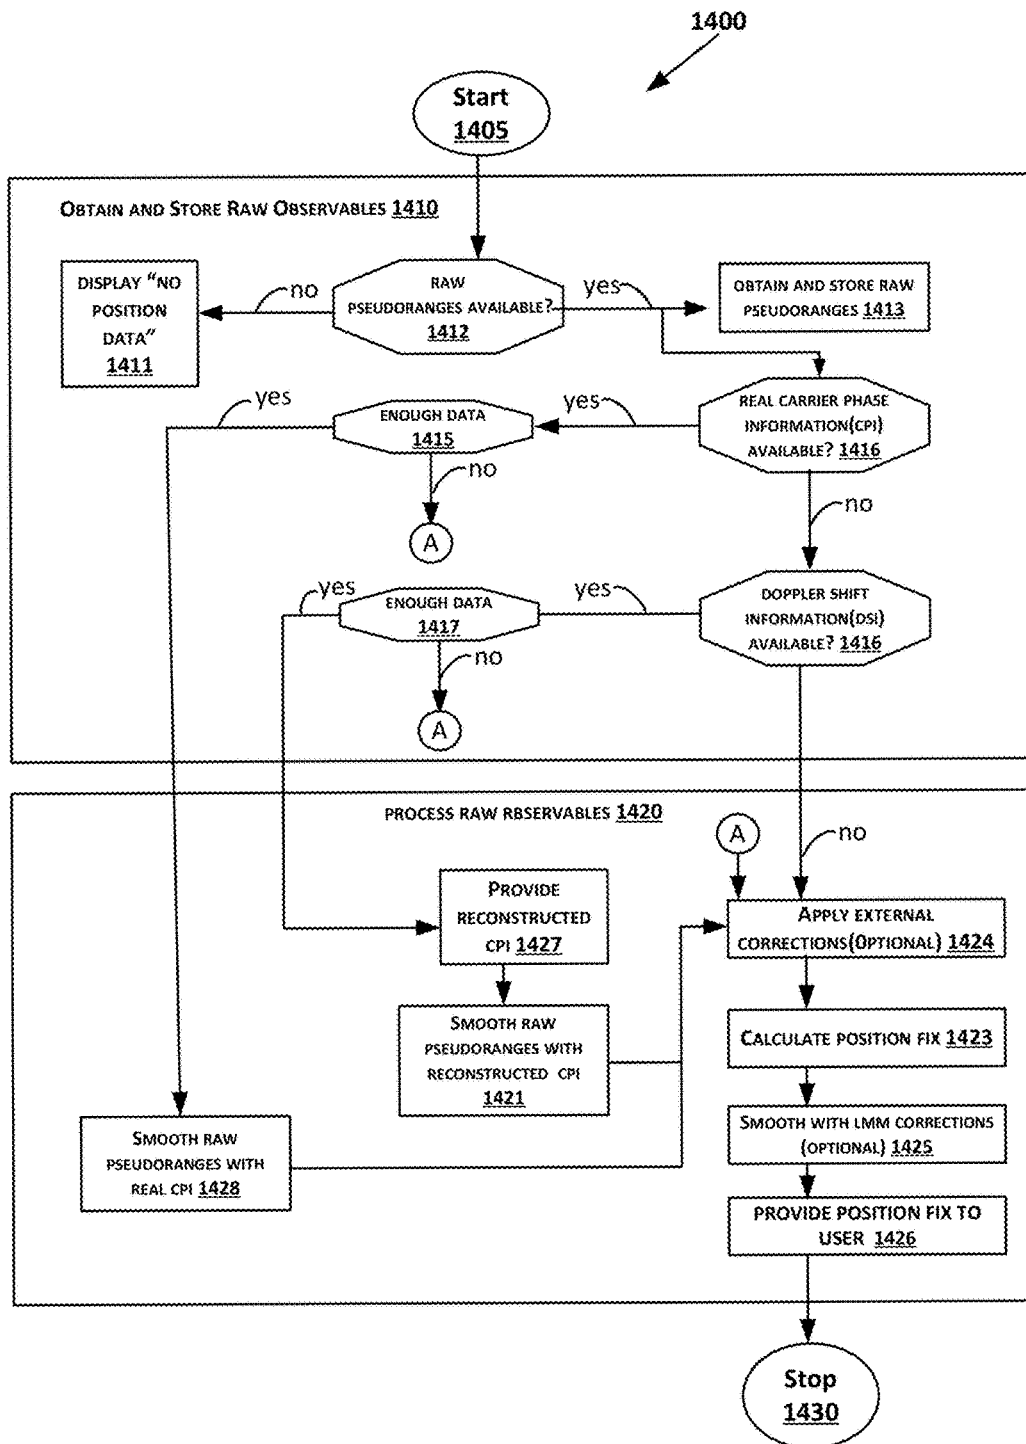 1400
Start
1405
OBTAIN AND STORE RAW OBSERVABLES 1410
DISPLAY "NO
POSITION
DATA"
1411
no
RAW
PSEUDORANGES AVAILABLE?
1412
yes
OBTAIN AND STORE RAW
PSEUDORANGES 1413
yes
ENOUGH DATA
1415
yes
REAL CARRIER PHASE
INFORMATION(CPI)
AVAILABLE? 1416
no
A
no
yes
ENOUGH DATA
1417
yes
DOPPLER SHIFT
INFORMATION(DSI)
AVAILABLE? 1416
no
A
PROCESS RAW RBSERVABLES 1420
A
no
PROVIDE
RECONSTRUCTED
CPI 1427
APPLY EXTERNAL
CORRECTIONS(0PTIONAL) 1424
SMOOTH RAW
PSEUDORANGES WITH
RECONSTRUCTED CPI
1421
CALCULATE POSITION FIX 1423
SMOOTH RAW
PSEUDORANGES WITH
REAL CPI 1428
SMOOTH WITH LMM CORRECTIONS
(OPTIONAL) 1425
PROVIDE POSITION FIX TO
USER 1426
Stop
1430